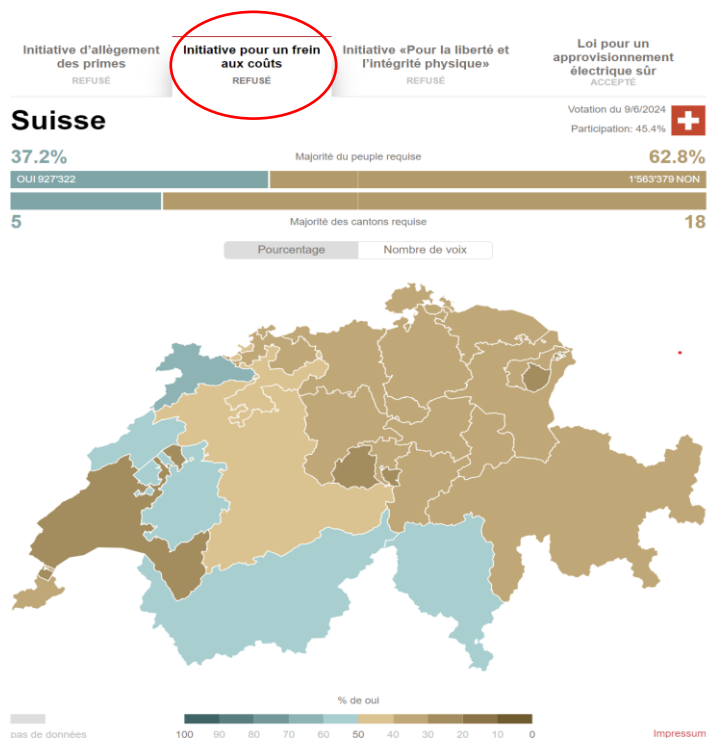 Initiative d'allègement
des primes
REFUSÉ
Initiative pour un frein
aux coûts
REFUSÉ
Initiative «Pour la liberté et
l'intégrité physique»
REFUSÉ
Loi pour un
approvisionnement
électrique sûr
ACCEPTÉ
Suisse
Votation du 9/6/2024
Participation: 45.4%
37.2%
Majorité du peuple requise
62.8%
OUI 927'322
1'563'379 NON
5
Majorité des cantons requise
18
Pourcentage
Nombre de voix
% de oui
pas de données
100 90 80 70 60 50 40 30 20 10 0
Impressum